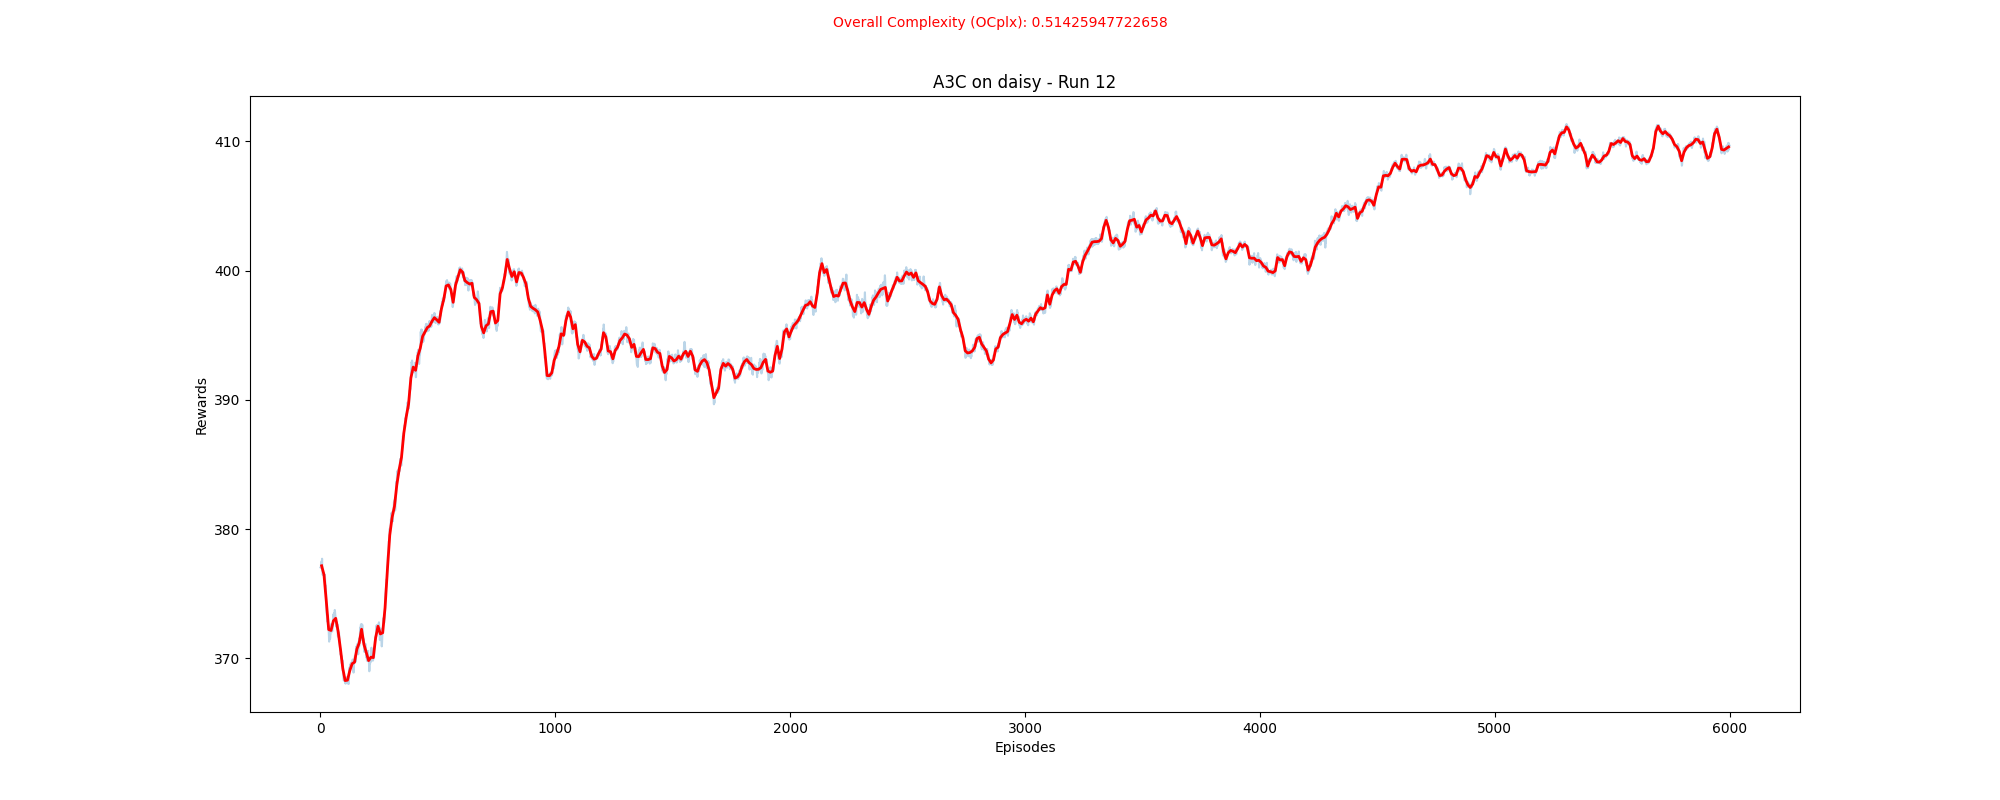 Overall Complexity (OCplx): 0.51425947722658
A3C on daisy - Run 12
Rewards
410
400
390
380
370
0 1000 2000 3000 4000 5000 6000
Episodes